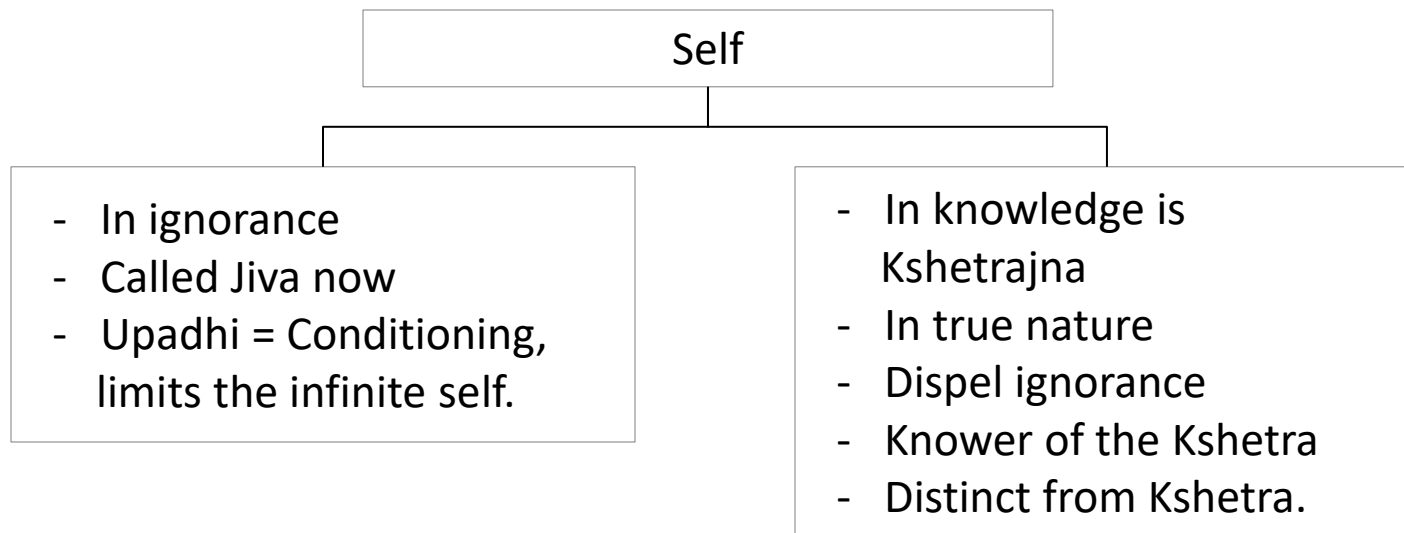 Self
- In ignorance
- Called Jiva now
- Upadhi = Conditioning,
limits the infinite self.
- In knowledge is
Kshetrajna
- In true nature
- Dispel ignorance
- Knower of the Kshetra
- Distinct from Kshetra.